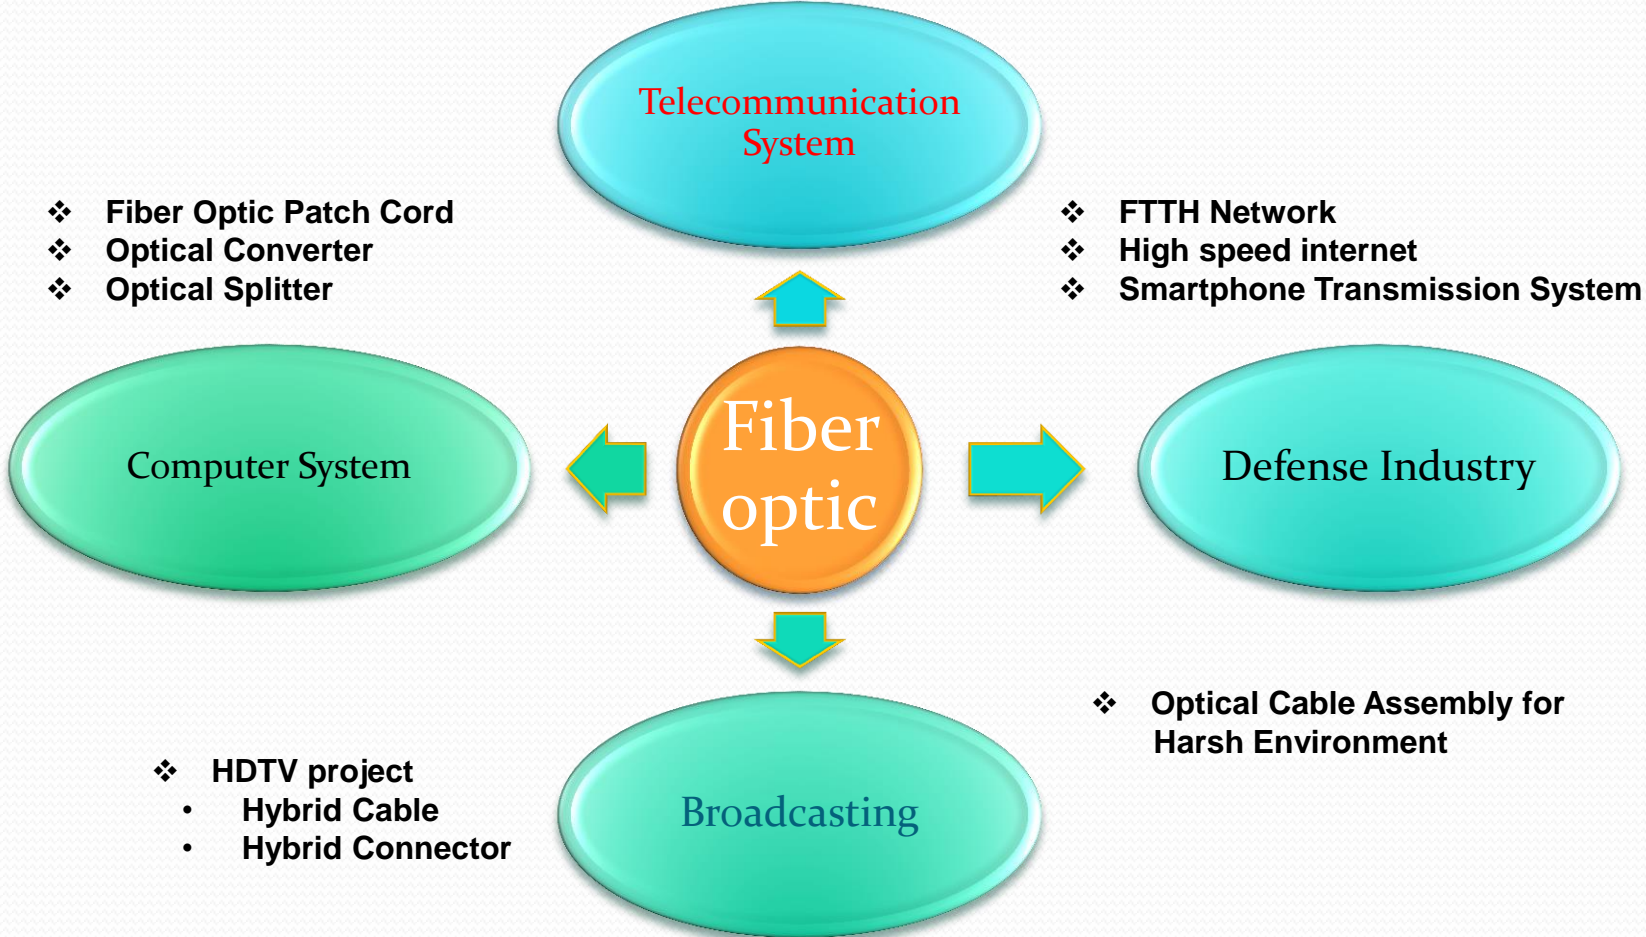 Telecommunication
System
❖ Fiber Optic Patch Cord
❖ Optical Converter
❖ Optical Splitter
❖ FTTH Network
❖ High speed internet
❖ Smartphone Transmission System
Computer System
Fiber
optic
Defense Industry
❖ HDTV project
• Hybrid Cable
• Hybrid Connector
Broadcasting
❖ Optical Cable Assembly for
Harsh Environment